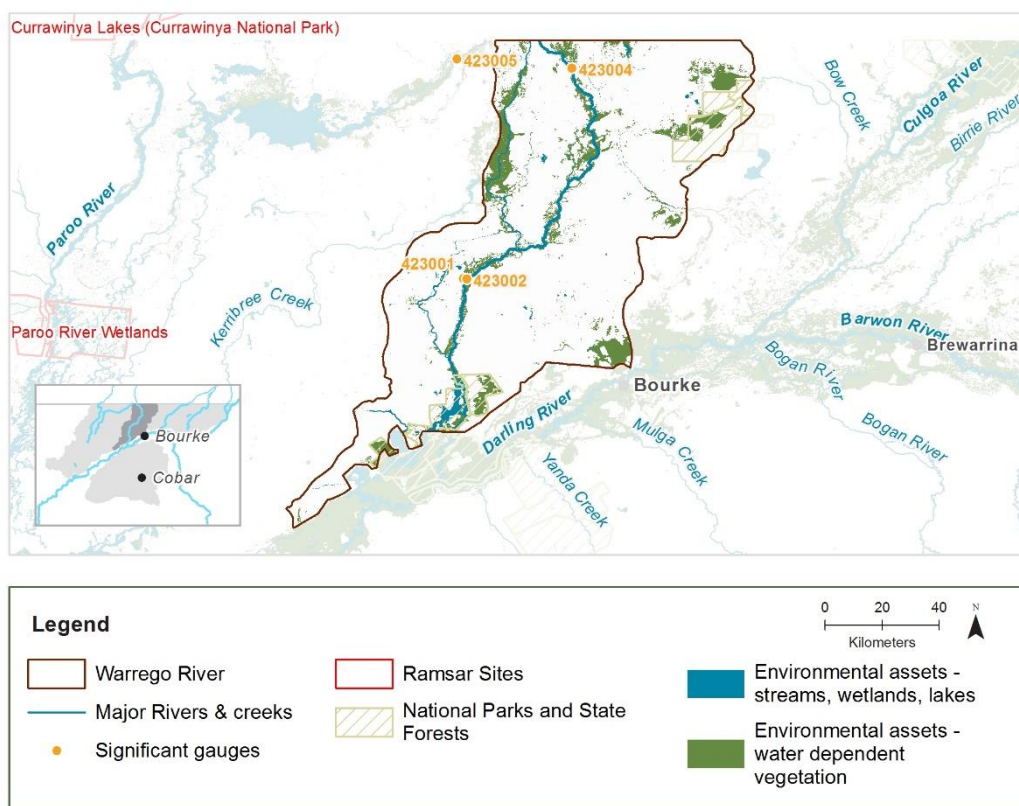 Currawinya Lakes (Currawinya National Park)
423005
423004
Bow Creek
Culgoa River
Birrie River
Paroo River
423001
423002
Kerribree Creek
Paroo River Wetlands
Barwon River
Brewarrina
Bogan River
Bourke
Darling River
Mulga Creek
Bogan River
Yanda Creek
Bourke
Cobar
Legend
0 20 40
Kilometers
N
Warrego River
Major Rivers & creeks
Significant gauges
Ramsar Sites
National Parks and State
Forests
Environmental assets -
streams, wetlands, lakes
Environmental assets -
water dependent
vegetation